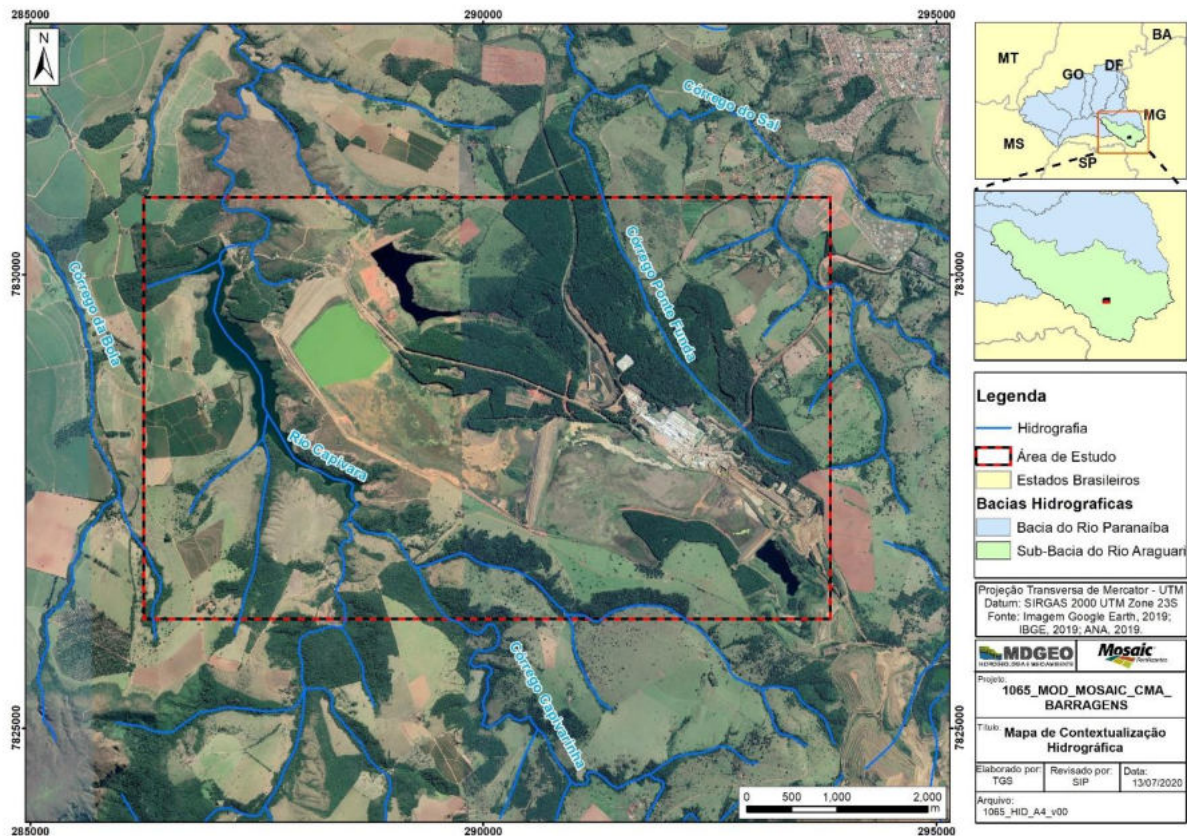 285000
290000
295000
N
7830000
7825000
Córrego do Sal
Córrego Ponte Funda
Córrego da Bola
Rio Capivara
Córrego Capivarinha
7830000
7825000
0 500 1,000 2,000
m
285000
290000
295000
MT
BA
GO
DF
MG
MS
SP
Legenda
Hidrografia
Área de Estudo
Estados Brasileiros
Bacias Hidrograficas
Bacia do Rio Paranaíba
Sub-Bacia do Rio Araguari
Projeção Transversa de Mercator - UTM
Datum: SIRGAS 2000 UTM Zone 23S
Fonte: Imagem Google Earth, 2019;
IBGE, 2019; ANA, 2019.
MDGEO
HIDROGEOLOGIA E MEIO AMBIENTE
Mosaic
Fertilizantes
Projeto:
1065_MOD_MOSAIC_CMA_
BARRAGENS
Título: Mapa de Contextualização
Hidrográfica
Elaborado por:
TGS
Revisado por:
SIP
Data:
13/07/2020
Arquivo:
1065_HID_A4_v00